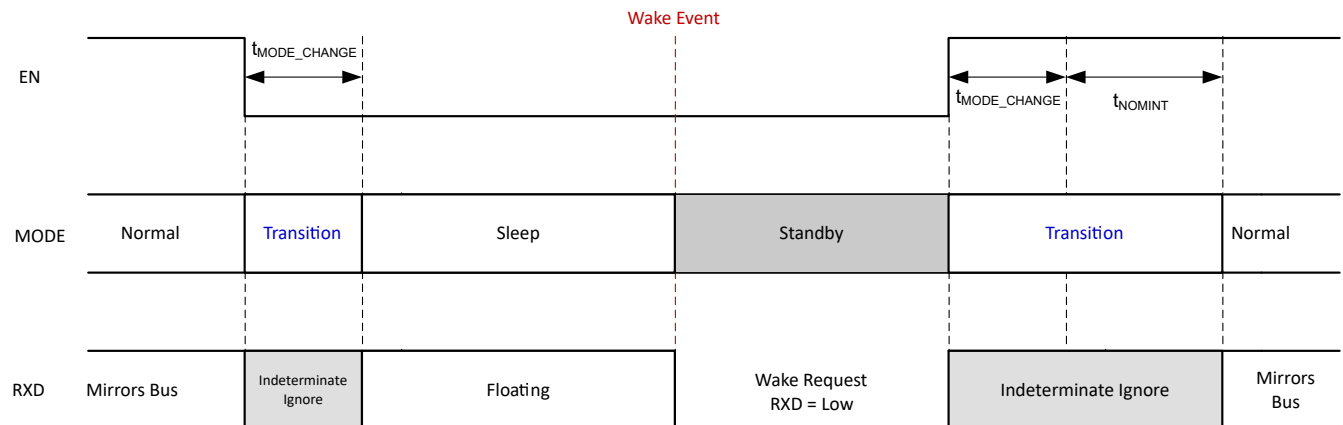 Wake Event
EN
tMODE_CHANGE
tMODE_CHANGE
tNOMINT
MODE
Normal
Transition
Sleep
Standby
Transition
Normal
RXD
Mirrors Bus
Indeterminate
Ignore
Floating
Wake Request
RXD = Low
Indeterminate Ignore
Mirrors
Bus